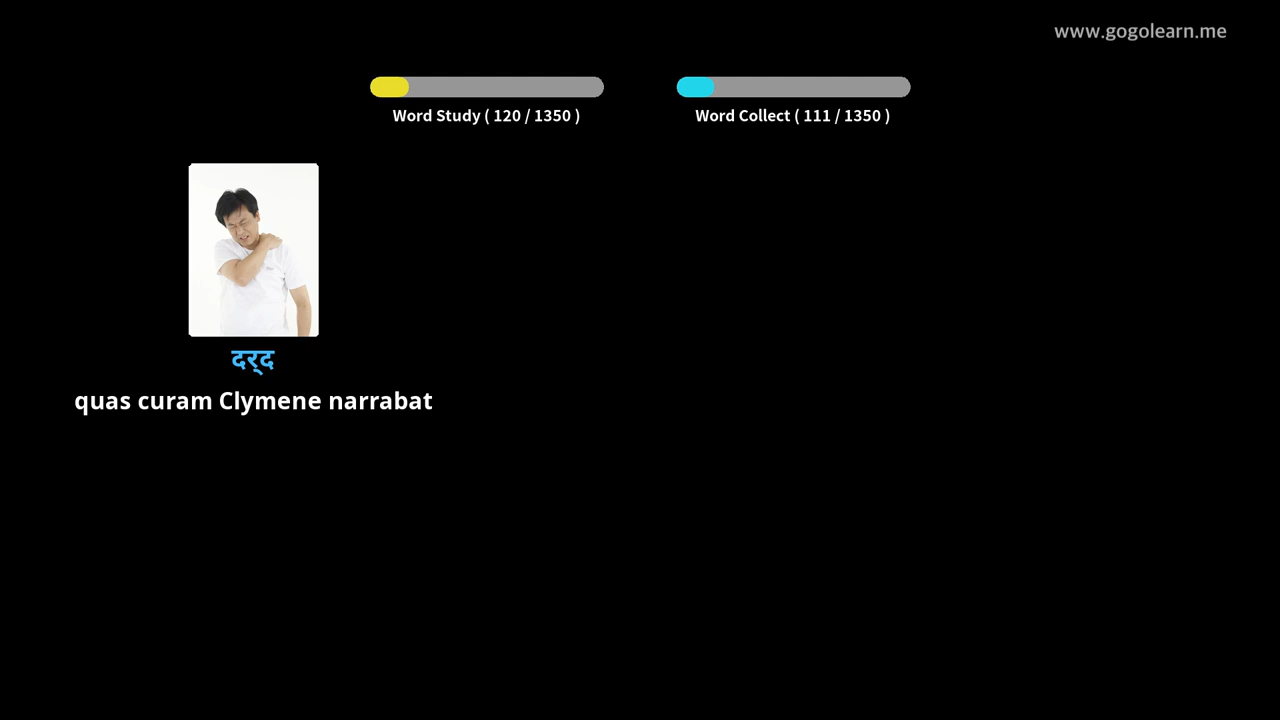 www.gogolearn.me
Word Study ( 120 / 1350 )
Word Collect ( 111 / 1350 )
दर्द
quas curam Clymene narrabat